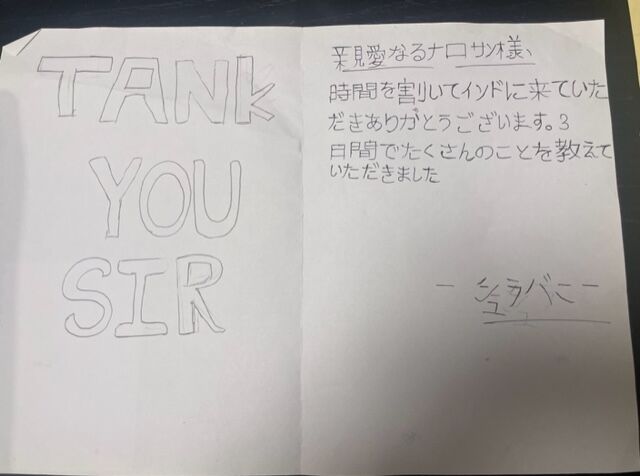 TANK
YOU
SIR
親愛なるナロサン様、
時間を割いてインドに来ていた
だきありがとうございます。3
日間でたくさんのことを教えて
いただきました
- シュラバニ -